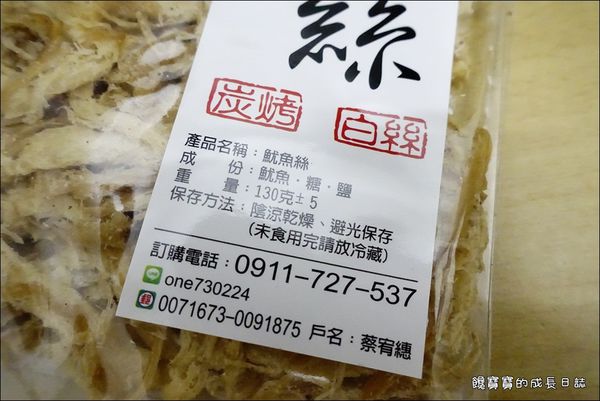 絲
炭烤 白絲
產品名稱：魷魚絲
成　　份：魷魚・糖・鹽
重　　量：130克±5
保存方法：陰涼乾燥、避光保存
(未食用完請放冷藏)
訂購電話：0911-727-537
one730224
0071673-0091875 戶名：蔡宥繐
饞寶寶的成長日誌